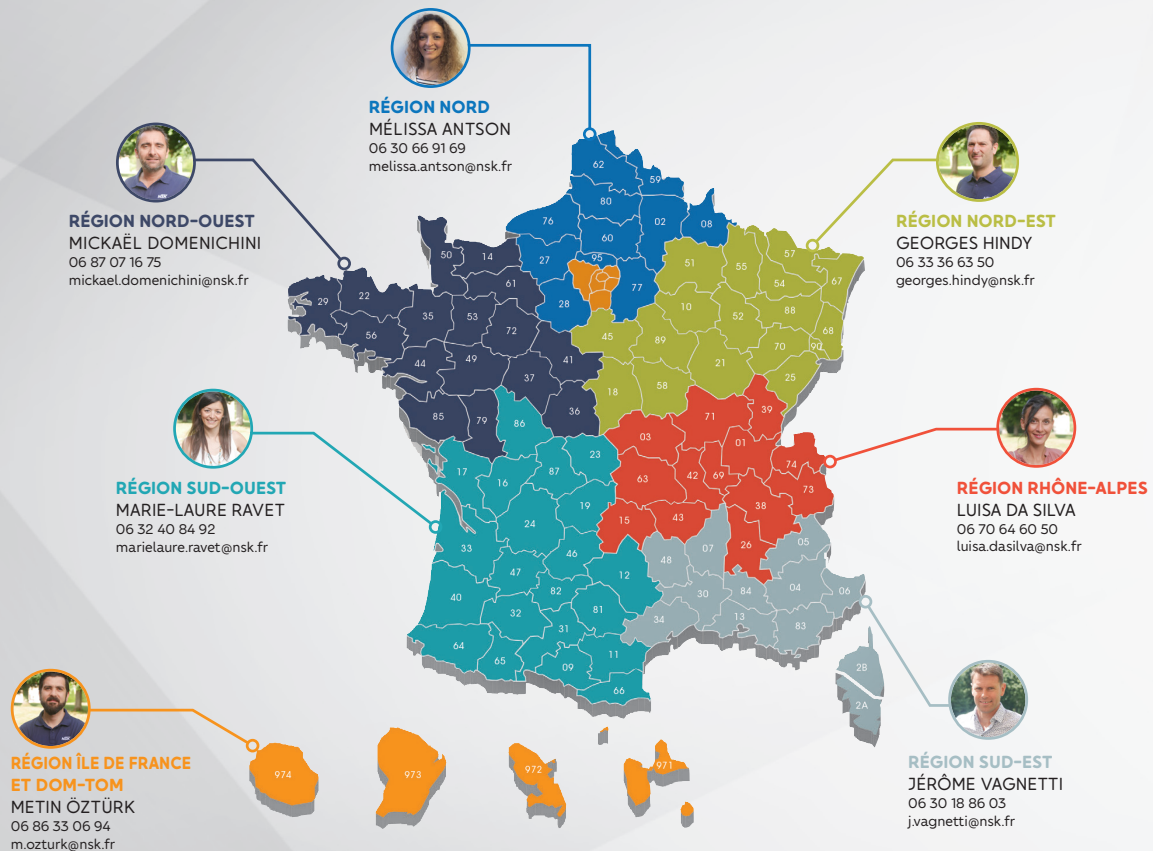 RÉGION NORD
MÉLISSA ANTSON
06 30 66 91 69
melissa.antson@nsk.fr
RÉGION NORD-OUEST
MICKAËL DOMENICHINI
06 87 07 16 75
mickael.domenichini@nsk.fr
RÉGION NORD-EST
GEORGES HINDY
06 33 36 63 50
georges.hindy@nsk.fr
RÉGION SUD-OUEST
MARIE-LAURE RAVET
06 32 40 84 92
marielaure.ravet@nsk.fr
RÉGION RHÔNE-ALPES
LUISA DA SILVA
06 70 64 60 50
luisa.dasilva@nsk.fr
RÉGION ÎLE DE FRANCE
ET DOM-TOM
METIN ÖZTÜRK
06 86 33 06 94
m.ozturk@nsk.fr
RÉGION SUD-EST
JÉRÔME VAGNETTI
06 30 18 86 03
j.vagnetti@nsk.fr
62
59
80
76
02
08
60
27
95
77
28
50
14
61
29
22
35
53
72
56
44
49
41
37
36
85
79
51
55
57
54
67
10
52
88
68
45
89
70
90
21
25
18
58
86
23
17
16
87
19
24
33
46
47
12
82
40
32
81
31
64
65
09
11
66
71
39
03
01
74
63
42
69
73
38
15
43
26
48
07
05
30
84
04
06
34
13
83
2B
2A
974
973
972
971